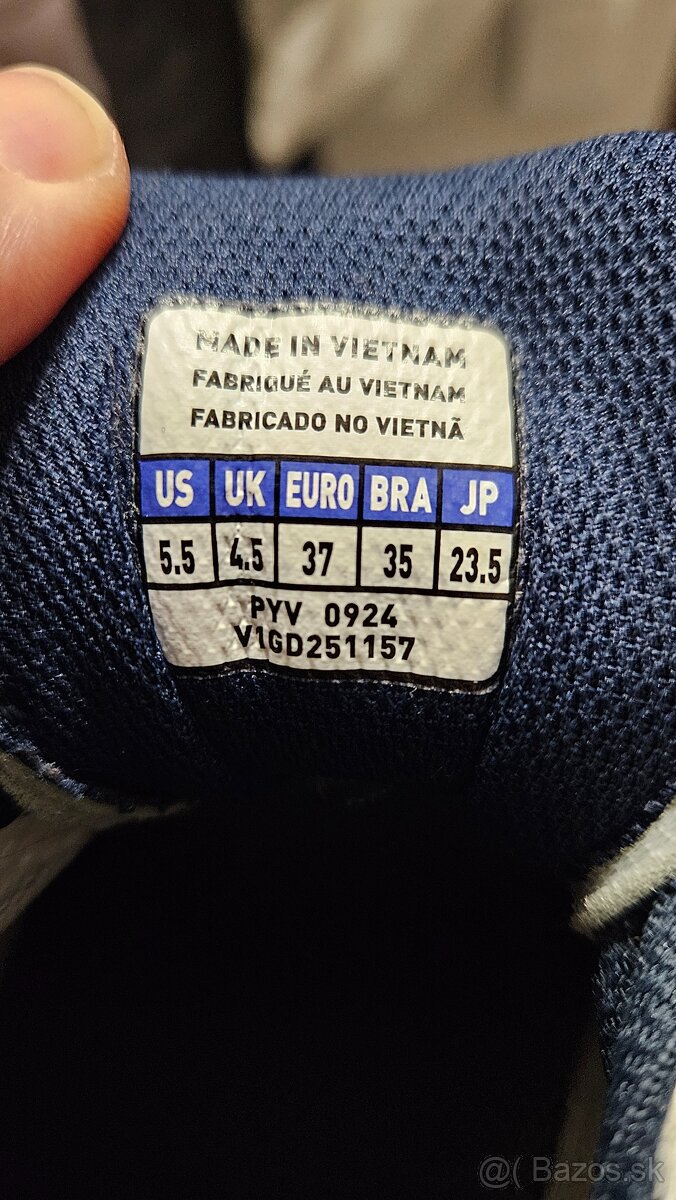 MADE IN VIETNAM
FABRIQUÉ AU VIETNAM
FABRICADO NO VIETNÃ
US UK EURO BRA JP
5.5 4.5 37 35 23.5
PYV 0924
V1GD251157
@( Bazos.sk